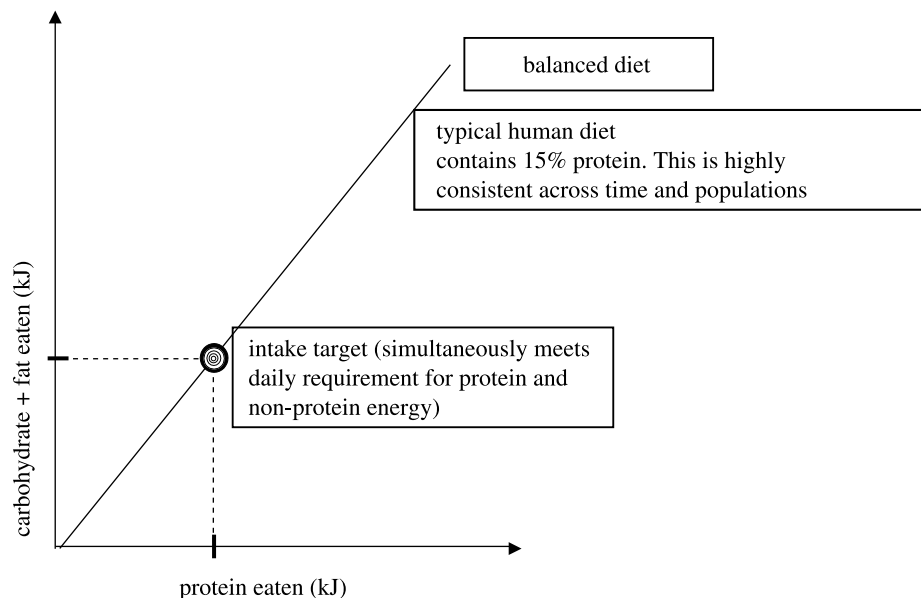 balanced diet
typical human diet
contains 15% protein. This is highly
consistent across time and populations
carbohydrate + fat eaten (kJ)
intake target (simultaneously meets
daily requirement for protein and
non-protein energy)
protein eaten (kJ)